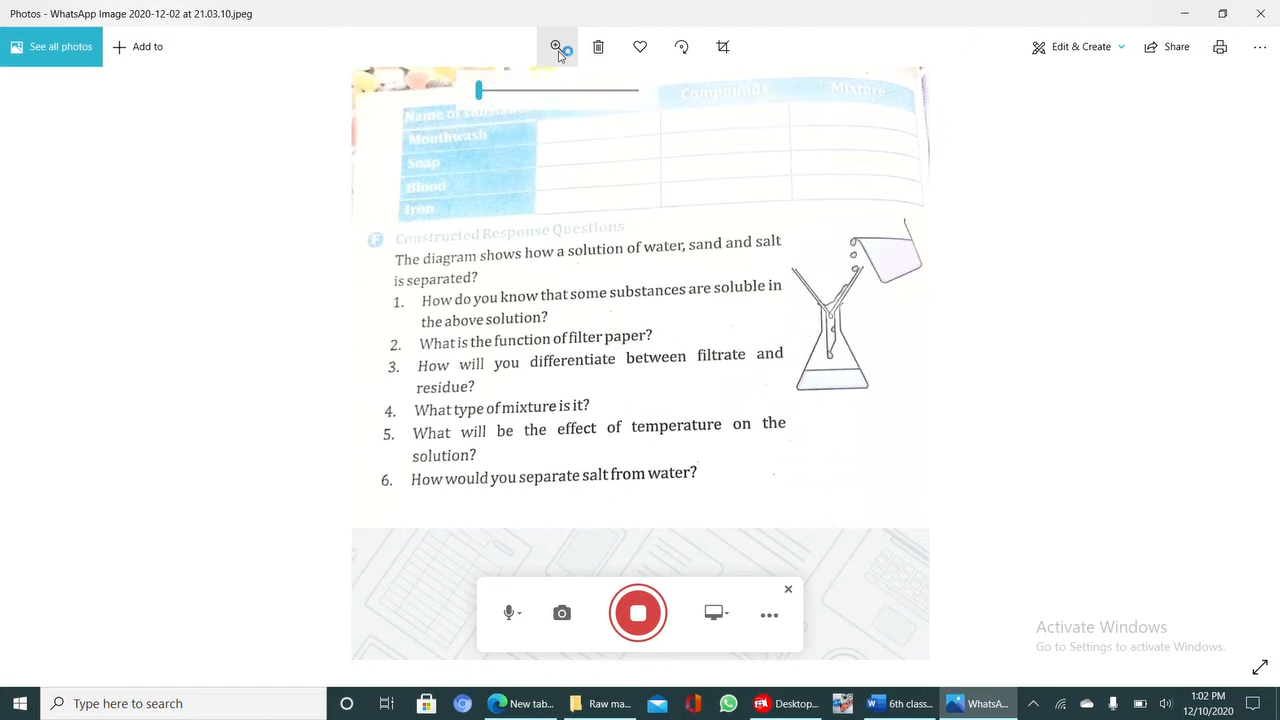 Photos - WhatsApp Image 2020-12-02 at 21.03.10.jpeg
See all photos
Add to
Edit & Create
Share
Compounds Mixture
Name of substance
Mouthwash
Soap
Blood
Iron
F Constructed Response Questions
The diagram shows how a solution of water, sand and salt
is separated?
1. How do you know that some substances are soluble in
the above solution?
2. What is the function of filter paper?
3. How will you differentiate between filtrate and
residue?
4. What type of mixture is it?
5. What will be the effect of temperature on the
solution?
6. How would you separate salt from water?
Activate Windows
Go to Settings to activate Windows.
Type here to search
New tab...
Raw ma...
Desktop...
6th class...
WhatsA...
1:02 PM
12/10/2020